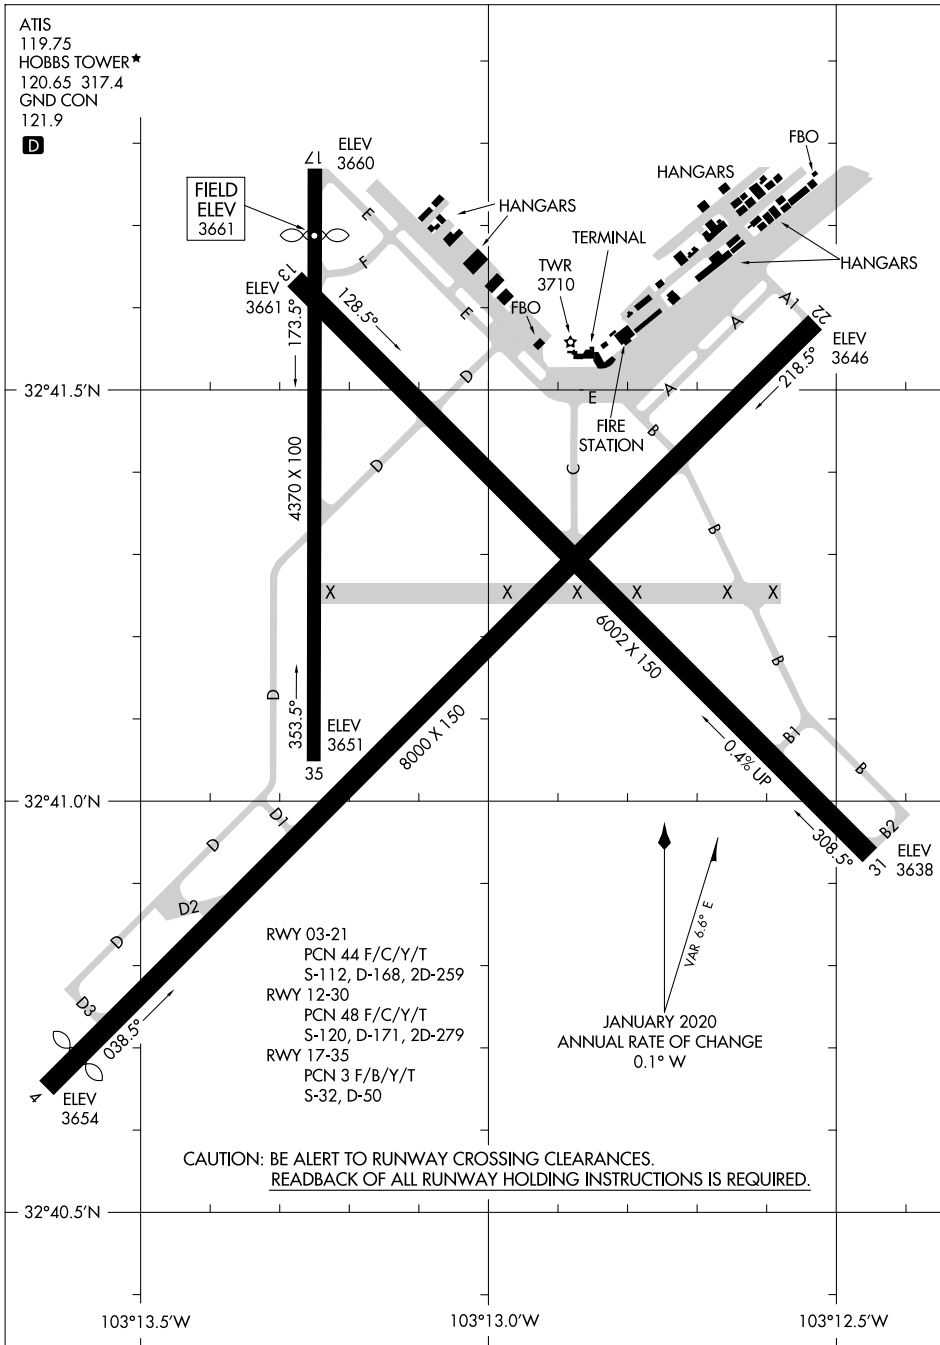 ATIS
119.75
HOBBS TOWER★
120.65 317.4
GND CON
121.9
D
17
ELEV
3660
FIELD
ELEV
3661
ELEV
3661
13
173.5°
128.5°
E
F
E
HANGARS
HANGARS
FBO
TWR
3710
TERMINAL
HANGARS
FBO
HANGARS
A1
A
22
ELEV
3646
218.5°
A
E
FIRE
STATION
B
D
D
32°41.5'N
4370 X 100
C
B
X X X X X X
6002 X 150
B
D
353.5°
ELEV
3651
35
8000 X 150
B1
B
0.4% UP
32°41.0'N
D1
D
308.5°
B2
31
ELEV
3638
D2
D
D3
038.5°
4
ELEV
3654
RWY 03-21
PCN 44 F/C/Y/T
S-112, D-168, 2D-259
RWY 12-30
PCN 48 F/C/Y/T
S-120, D-171, 2D-279
RWY 17-35
PCN 3 F/B/Y/T
S-32, D-50
VAR 6.6° E
JANUARY 2020
ANNUAL RATE OF CHANGE
0.1° W
CAUTION: BE ALERT TO RUNWAY CROSSING CLEARANCES.
READBACK OF ALL RUNWAY HOLDING INSTRUCTIONS IS REQUIRED.
32°40.5'N
103°13.5'W
103°13.0'W
103°12.5'W